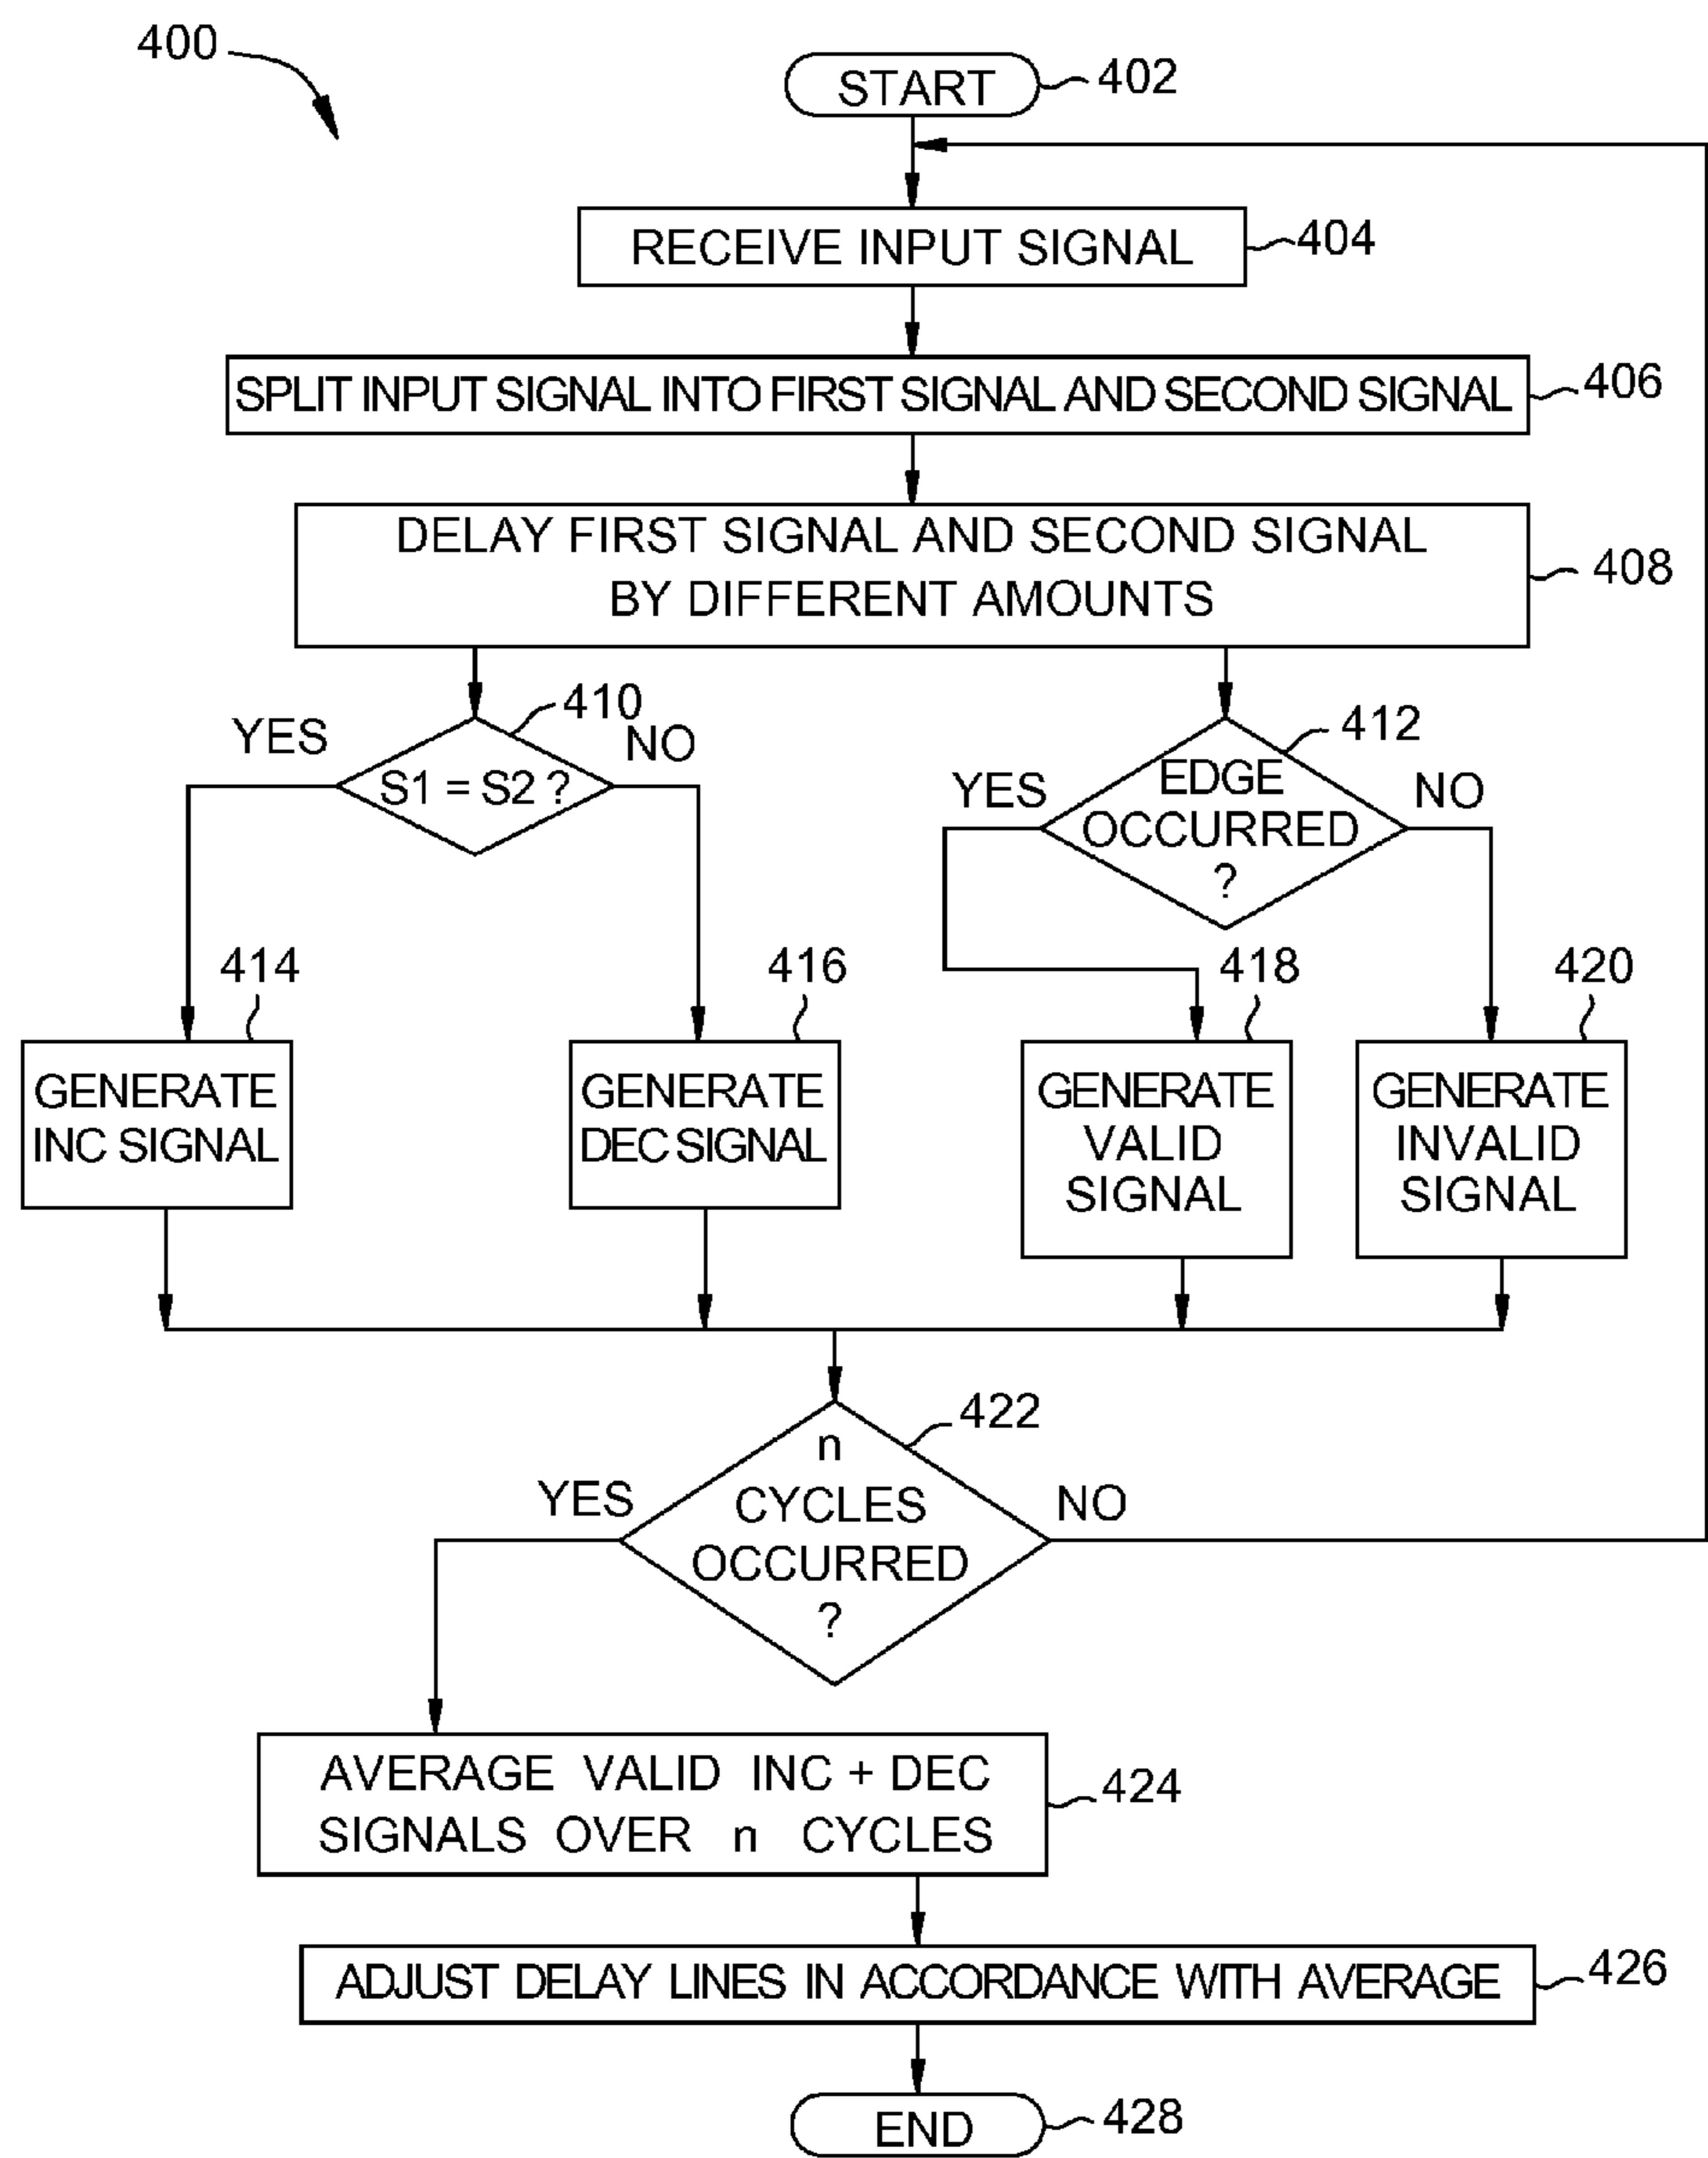 400
START
402
RECEIVE INPUT SIGNAL
404
SPLIT INPUT SIGNAL INTO FIRST SIGNAL AND SECOND SIGNAL
406
DELAY FIRST SIGNAL AND SECOND SIGNAL
BY DIFFERENT AMOUNTS
408
410
YES
NO
S1 = S2 ?
412
YES
NO
EDGE
OCCURRED
?
414
416
418
420
GENERATE
INC SIGNAL
GENERATE
DEC SIGNAL
GENERATE
VALID
SIGNAL
GENERATE
INVALID
SIGNAL
422
YES
NO
n
CYCLES
OCCURRED
?
AVERAGE VALID INC + DEC
SIGNALS OVER n CYCLES
424
ADJUST DELAY LINES IN ACCORDANCE WITH AVERAGE
426
END
428